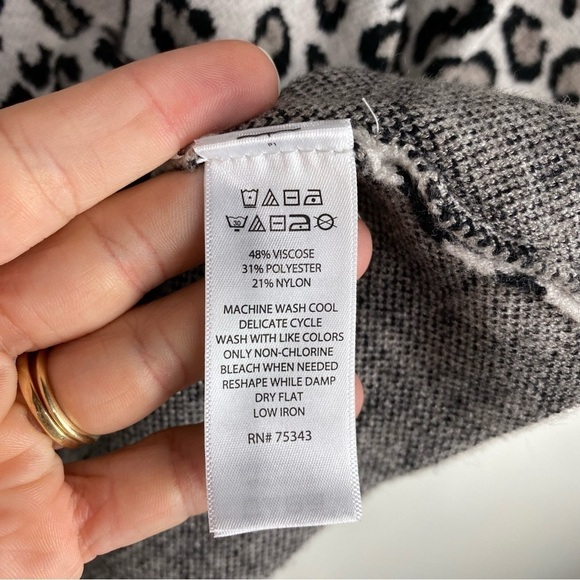 48% VISCOSE
31% POLYESTER
21% NYLON
MACHINE WASH COOL
DELICATE CYCLE
WASH WITH LIKE COLORS
ONLY NON-CHLORINE
BLEACH WHEN NEEDED
RESHAPE WHILE DAMP
DRY FLAT
LOW IRON
RN# 75343